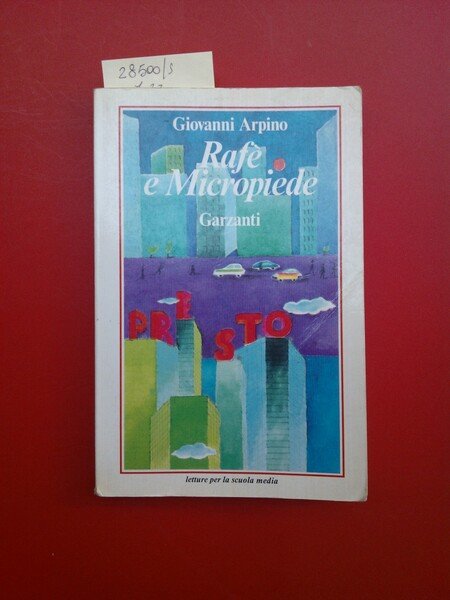 28500/s
Giovanni Arpino
Rafè
e Micropiede
Garzanti
PRESTO
letture per la scuola media